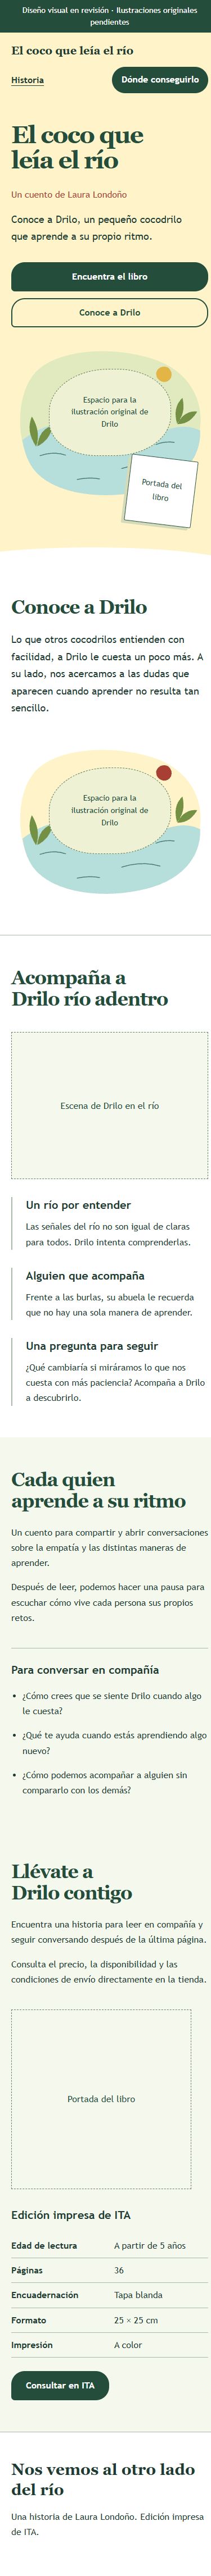 Diseño visual en revisión · Ilustraciones originales
pendientes
El coco que leía el río
Historia
Dónde conseguirlo
El coco que
leía el río
Un cuento de Laura Londoño
Conoce a Drilo, un pequeño cocodrilo
que aprende a su propio ritmo.
Encuentra el libro
Conoce a Drilo
Espacio para la
ilustración original de
Drilo
Portada del
libro
Conoce a Drilo
Lo que otros cocodrilos entienden con
facilidad, a Drilo le cuesta un poco más. A
su lado, nos acercamos a las dudas que
aparecen cuando aprender no resulta tan
sencillo.
Espacio para la
ilustración original de
Drilo
Acompaña a
Drilo río adentro
Escena de Drilo en el río
Un río por entender
Las señales del río no son igual de claras
para todos. Drilo intenta comprenderlas.
Alguien que acompaña
Frente a las burlas, su abuela le recuerda
que no hay una sola manera de aprender.
Una pregunta para seguir
¿Qué cambiaría si miráramos lo que nos
cuesta con más paciencia? Acompaña a Drilo
a descubrirlo.
Cada quien
aprende a su ritmo
Un cuento para compartir y abrir conversaciones
sobre la empatía y las distintas maneras de
aprender.
Después de leer, podemos hacer una pausa para
escuchar cómo vive cada persona sus propios
retos.
Para conversar en compañía
• ¿Cómo crees que se siente Drilo cuando algo
le cuesta?
• ¿Qué te ayuda cuando estás aprendiendo algo
nuevo?
• ¿Cómo podemos acompañar a alguien sin
compararlo con los demás?
Llévate a
Drilo contigo
Encuentra una historia para leer en compañía y
seguir conversando después de la última página.
Consulta el precio, la disponibilidad y las
condiciones de envío directamente en la tienda.
Portada del libro
Edición impresa de ITA
Edad de lectura A partir de 5 años
Páginas 36
Encuadernación Tapa blanda
Formato 25 × 25 cm
Impresión A color
Consultar en ITA
Nos vemos al otro lado
del río
Una historia de Laura Londoño. Edición impresa
de ITA.